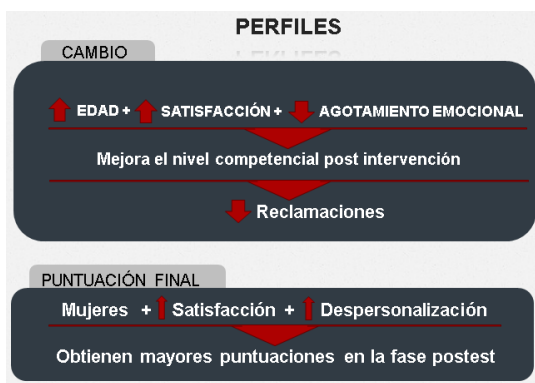 PERFILES
CAMBIO
EDAD + SATISFACCIÓN + AGOTAMIENTO EMOCIONAL
Mejora el nivel competencial post intervención
Reclamaciones
PUNTUACIÓN FINAL
Mujeres + Satisfacción + Despersonalización
Obtienen mayores puntuaciones en la fase postest